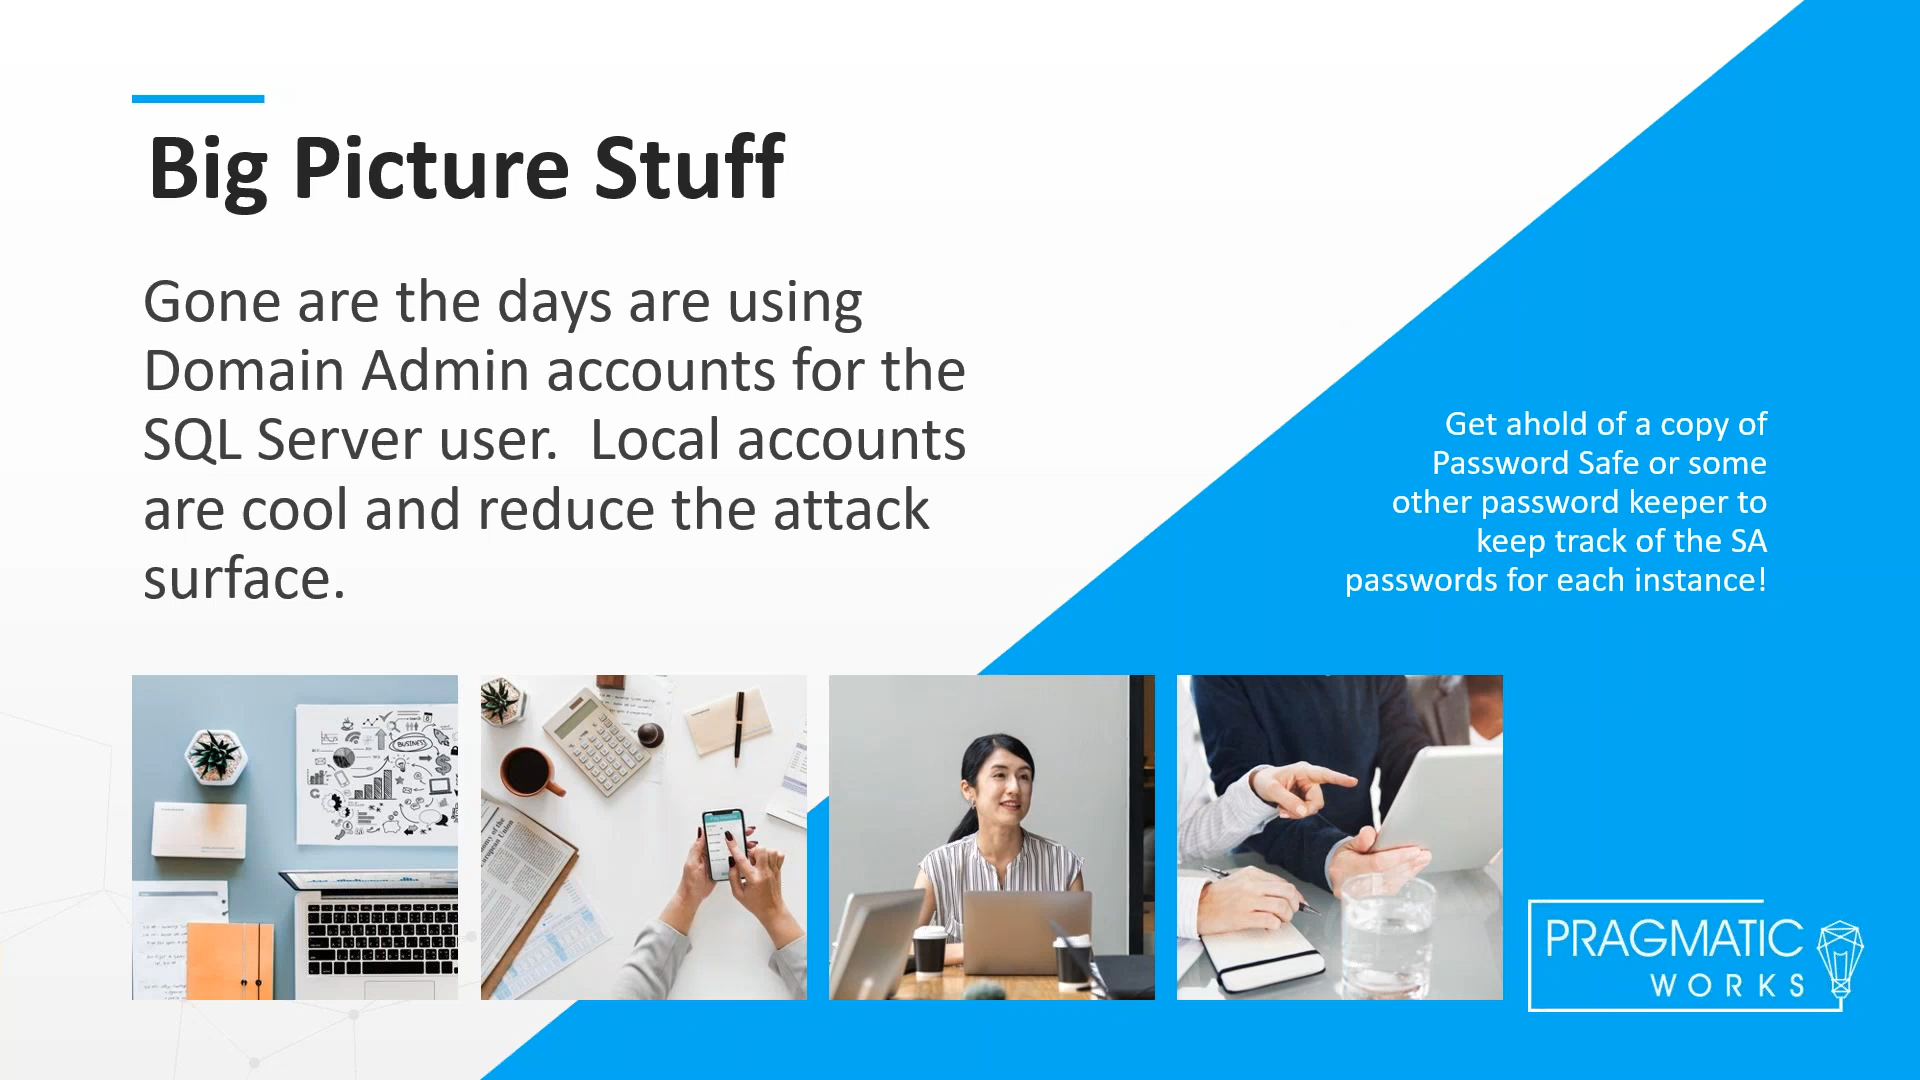 Big Picture Stuff
Gone are the days are using
Domain Admin accounts for the
SQL Server user.  Local accounts
are cool and reduce the attack
surface.
Get ahold of a copy of
Password Safe or some
other password keeper to
keep track of the SA
passwords for each instance!
BUSINESS
PRAGMATIC
WORKS